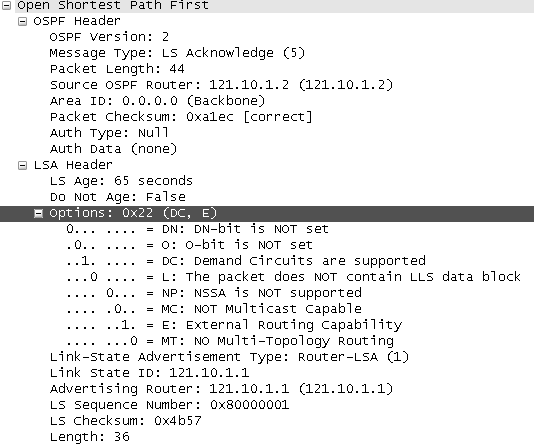 Open Shortest Path First
OSPF Header
OSPF Version: 2
Message Type: LS Acknowledge (5)
Packet Length: 44
Source OSPF Router: 121.10.1.2 (121.10.1.2)
Area ID: 0.0.0.0 (Backbone)
Packet Checksum: 0xa1ec [correct]
Auth Type: Null
Auth Data (none)
LSA Header
LS Age: 65 seconds
Do Not Age: False
Options: 0x22 (DC, E)
0... .... = DN: DN-bit is NOT set
.0.. .... = O: O-bit is NOT set
..1. .... = DC: Demand Circuits are supported
...0 .... = L: The packet does NOT contain LLS data block
.... 0... = NP: NSSA is NOT supported
.... .0.. = MC: NOT Multicast Capable
.... ..1. = E: External Routing Capability
.... ...0 = MT: NO Multi-Topology Routing
Link-State Advertisement Type: Router-LSA (1)
Link State ID: 121.10.1.1
Advertising Router: 121.10.1.1 (121.10.1.1)
LS Sequence Number: 0x80000001
LS Checksum: 0x4b57
Length: 36